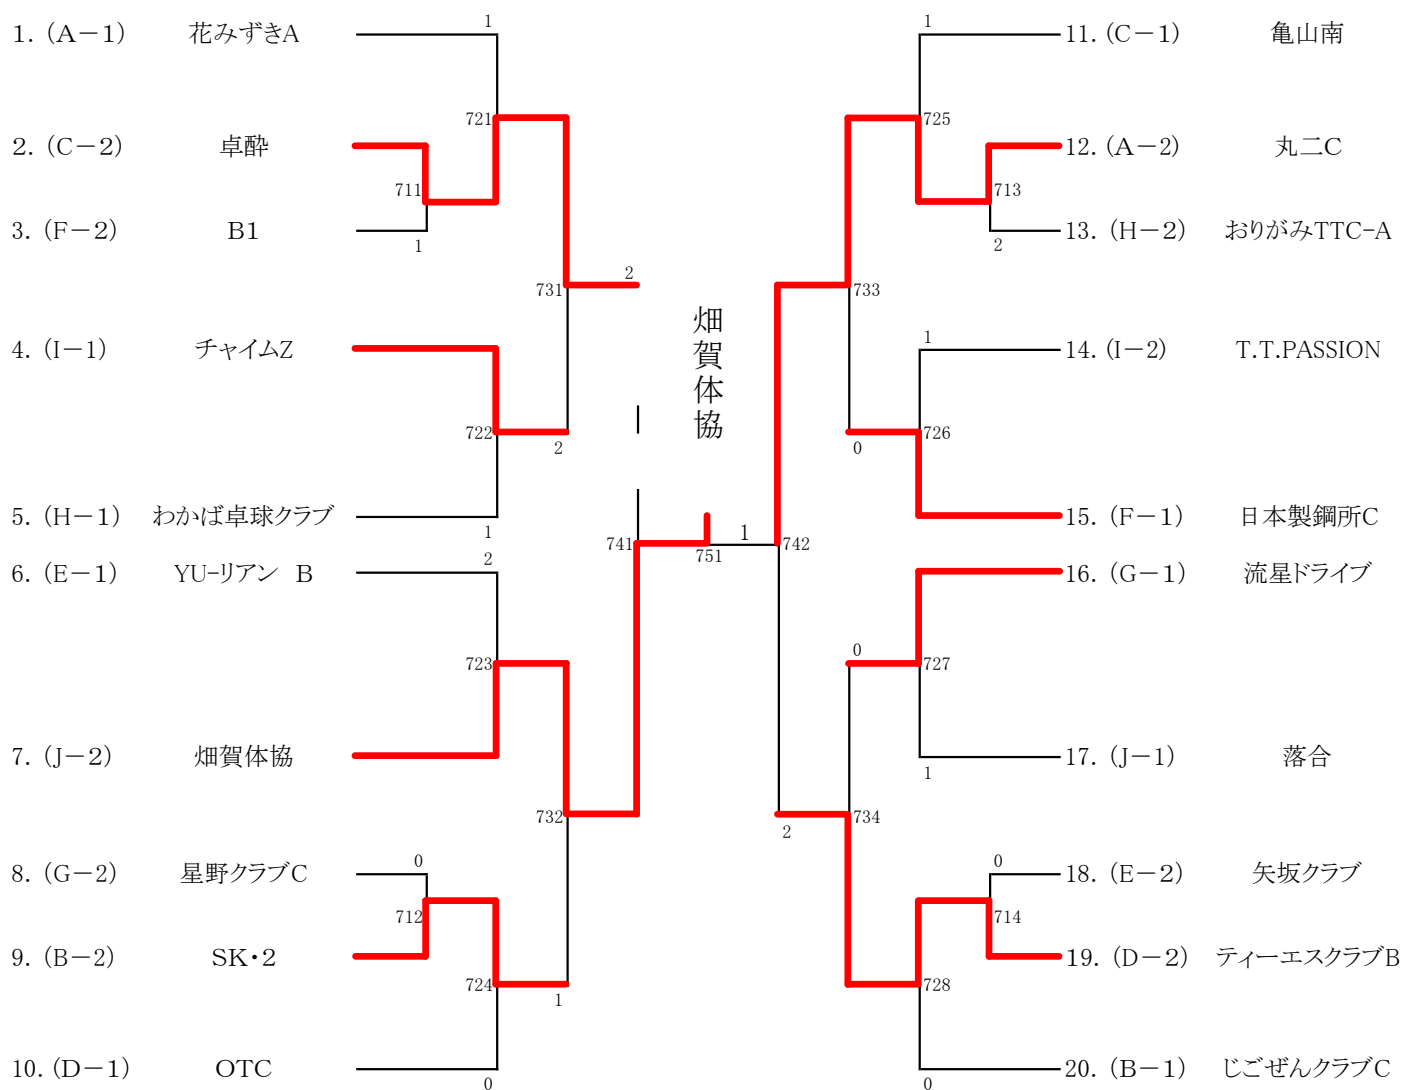 1
1. (A-1) 花みずきA
721
2. (C-2) 卓酔
711
3. (F-2) B1
1
731
2
4. (I-1) チャイムZ
722
2
5. (H-1) わかば卓球クラブ
1
741
2
6. (E-1) YU-リアン B
723
7. (J-2) 畑賀体協
732
0
8. (G-2) 星野クラブC
712
9. (B-2) SK・2
724
1
10. (D-1) OTC
0
畑賀体協
751
1
1
11. (C-1) 亀山南
725
12. (A-2) 丸二C
713
13. (H-2) おりがみTTC-A
2
733
1
14. (I-2) T.T.PASSION
726
0
15. (F-1) 日本製鋼所C
742
16. (G-1) 流星ドライブ
0
727
17. (J-1) 落合
1
734
2
0
18. (E-2) 矢坂クラブ
714
19. (D-2) ティーエスクラブB
728
20. (B-1) じごぜんクラブC
0